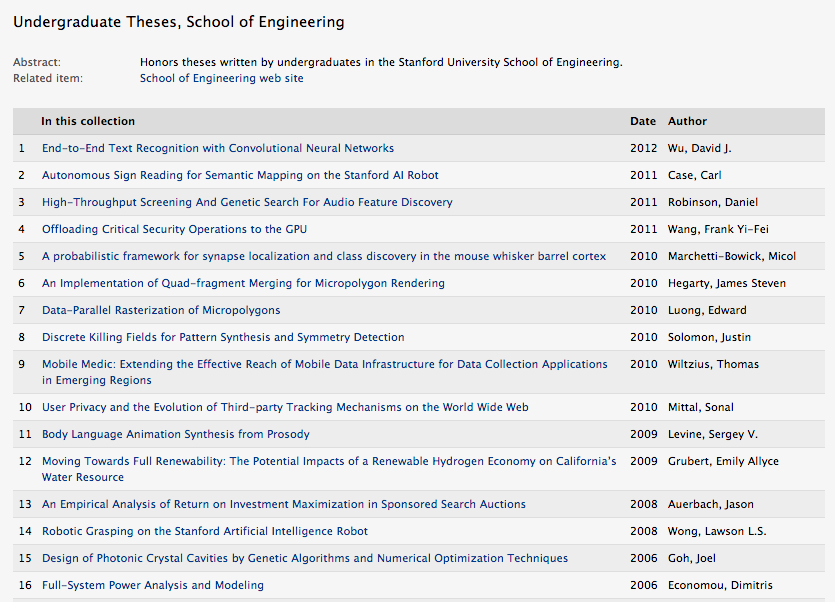 Undergraduate Theses, School of Engineering
Abstract: Honors theses written by undergraduates in the Stanford University School of Engineering.
Related item: School of Engineering web site
In this collection Date Author
1 End-to-End Text Recognition with Convolutional Neural Networks 2012 Wu, David J.
2 Autonomous Sign Reading for Semantic Mapping on the Stanford AI Robot 2011 Case, Carl
3 High-Throughput Screening And Genetic Search For Audio Feature Discovery 2011 Robinson, Daniel
4 Offloading Critical Security Operations to the GPU 2011 Wang, Frank Yi-Fei
5 A probabilistic framework for synapse localization and class discovery in the mouse whisker barrel cortex 2010 Marchetti-Bowick, Micol
6 An Implementation of Quad-fragment Merging for Micropolygon Rendering 2010 Hegarty, James Steven
7 Data-Parallel Rasterization of Micropolygons 2010 Luong, Edward
8 Discrete Killing Fields for Pattern Synthesis and Symmetry Detection 2010 Solomon, Justin
9 Mobile Medic: Extending the Effective Reach of Mobile Data Infrastructure for Data Collection Applications 2010 Wiltzius, Thomas
in Emerging Regions
10 User Privacy and the Evolution of Third-party Tracking Mechanisms on the World Wide Web 2010 Mittal, Sonal
11 Body Language Animation Synthesis from Prosody 2009 Levine, Sergey V.
12 Moving Towards Full Renewability: The Potential Impacts of a Renewable Hydrogen Economy on California's 2009 Grubert, Emily Allyce
Water Resource
13 An Empirical Analysis of Return on Investment Maximization in Sponsored Search Auctions 2008 Auerbach, Jason
14 Robotic Grasping on the Stanford Artificial Intelligence Robot 2008 Wong, Lawson L.S.
15 Design of Photonic Crystal Cavities by Genetic Algorithms and Numerical Optimization Techniques 2006 Goh, Joel
16 Full-System Power Analysis and Modeling 2006 Economou, Dimitris